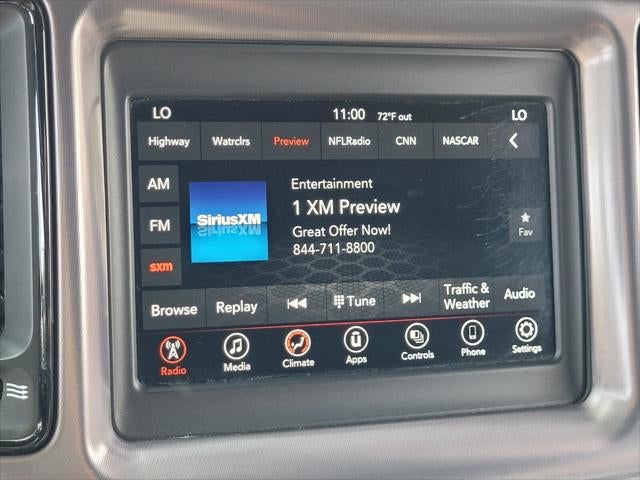 LO 11:00 72°F out LO
Highway Watrclrs Preview NFLRadio CNN NASCAR
AM
FM
sxm
SiriusXM
Entertainment
1 XM Preview
Great Offer Now!
844-711-8800
Fav
Browse Replay Tune Traffic & Weather Audio
Radio Media Climate Apps Controls Phone Settings